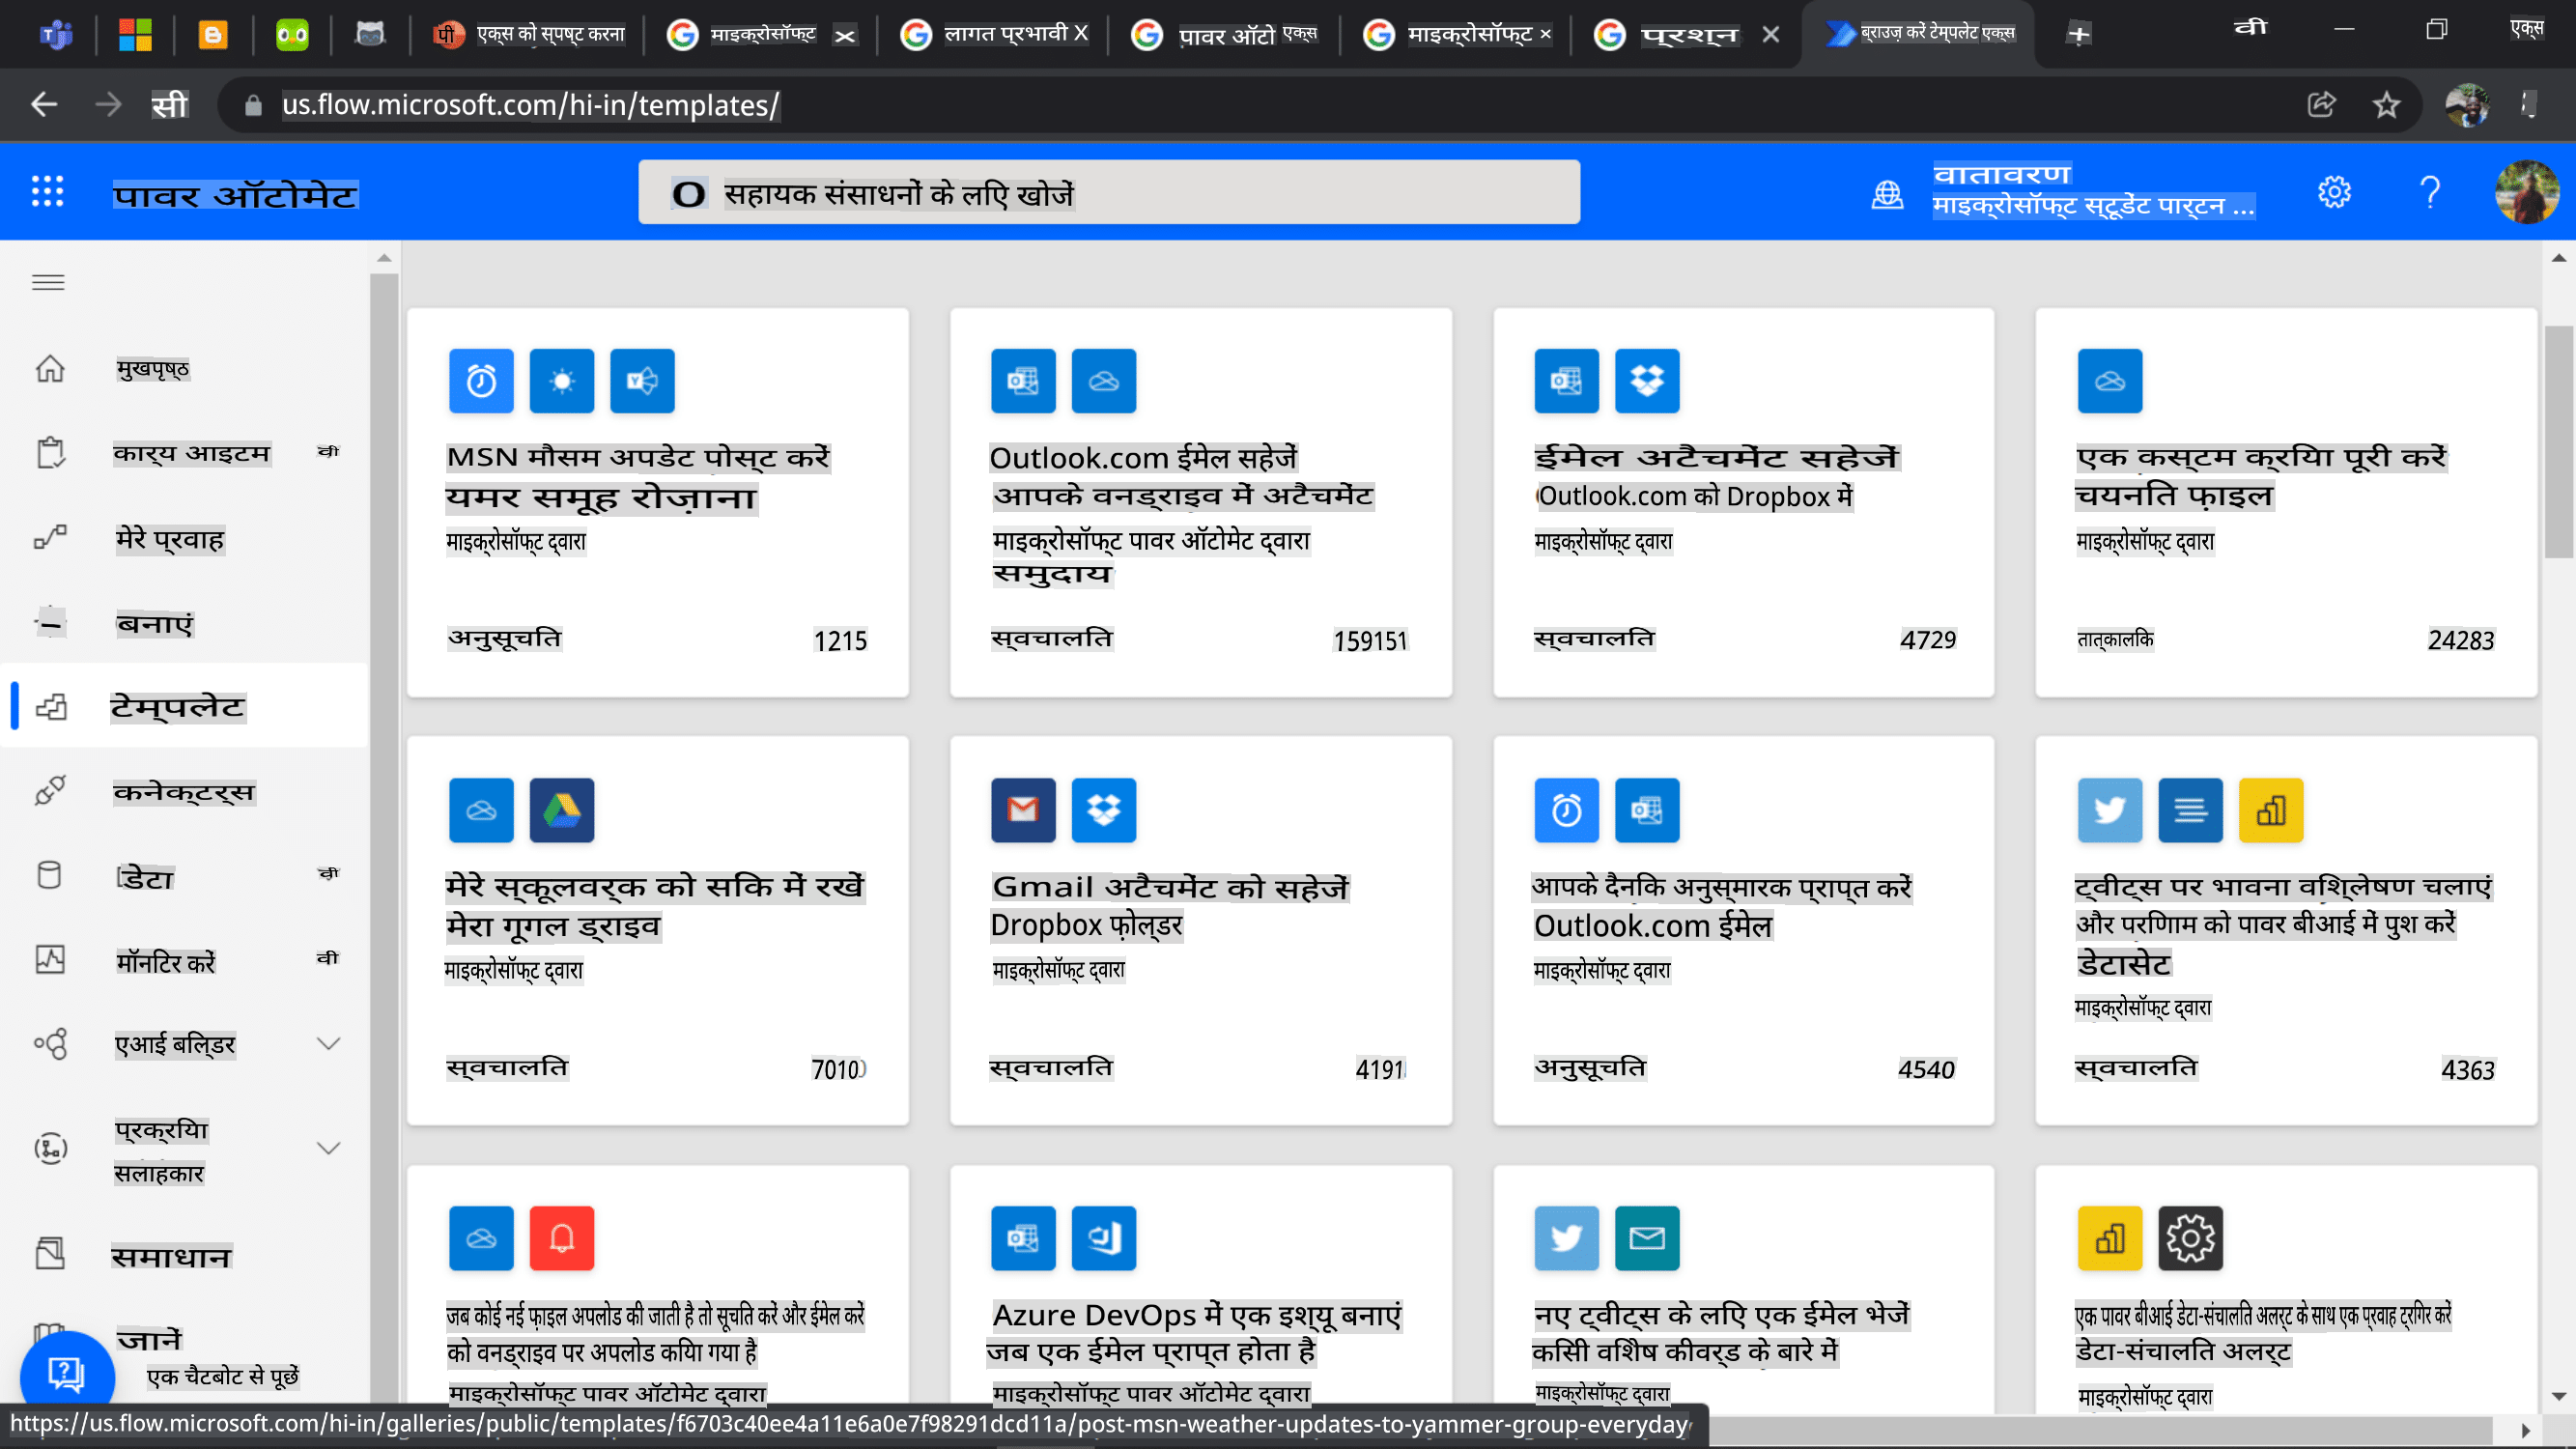 एक्स को स्पष्ट करना
माइक्रोसॉफ्ट
लागत प्रभावी X
पावर ऑटो एक्स
माइक्रोसॉफ्ट ×
प्रश्न
ब्राउज़ करें टेम्पलेट एक्स
वी
एक्स
सी
us.flow.microsoft.com/hi-in/templates/
पावर ऑटोमेट
O सहायक संसाधनों के लिए खोजें
वातावरण
माइक्रोसॉफ्ट स्टूडेंट पार्टन ...
मुखपृष्ठ
कार्य आइटम
वी
मेरे प्रवाह
बनाएं
टेम्पलेट
कनेक्टर्स
डेटा
वी
मॉनिटर करें
वी
एआई बिल्डर
प्रक्रिया
सलाहकार
समाधान
जानें
एक चैटबोट से पूछें
MSN मौसम अपडेट पोस्ट करें
यमर समूह रोज़ाना
माइक्रोसॉफ्ट द्वारा
अनुसूचित 1215
Outlook.com ईमेल सहेजें
आपके वनड्राइव में अटैचमेंट
माइक्रोसॉफ्ट पावर ऑटोमेट द्वारा
समुदाय
स्वचालित 159151
ईमेल अटैचमेंट सहेजें
Outlook.com को Dropbox में
माइक्रोसॉफ्ट द्वारा
स्वचालित 4729
एक कस्टम क्रिया पूरी करें
चयनित फ़ाइल
माइक्रोसॉफ्ट द्वारा
तात्कालिक 24283
मेरे स्कूलवर्क को सिंक में रखें
मेरा गूगल ड्राइव
माइक्रोसॉफ्ट द्वारा
स्वचालित 7010
Gmail अटैचमेंट को सहेजें
Dropbox फ़ोल्डर
माइक्रोसॉफ्ट द्वारा
स्वचालित 4191
आपके दैनिक अनुस्मारक प्राप्त करें
Outlook.com ईमेल
माइक्रोसॉफ्ट द्वारा
अनुसूचित 4540
ट्वीट्स पर भावना विश्लेषण चलाएं
और परिणाम को पावर बीआई में पुश करें
डेटासेट
माइक्रोसॉफ्ट द्वारा
स्वचालित 4363
जब कोई नई फ़ाइल अपलोड की जाती है तो सूचित करें और ईमेल करें
को वनड्राइव पर अपलोड किया गया है
माइक्रोसॉफ्ट पावर ऑटोमेट द्वारा
Azure DevOps में एक इश्यू बनाएं
जब एक ईमेल प्राप्त होता है
माइक्रोसॉफ्ट पावर ऑटोमेट द्वारा
नए ट्वीट्स के लिए एक ईमेल भेजें
किसी विशेष कीवर्ड के बारे में
माइक्रोसॉफ्ट द्वारा
एक पावर बीआई डेटा-संचालित अलर्ट के साथ एक प्रवाह ट्रिगर करें
डेटा-संचालित अलर्ट
माइक्रोसॉफ्ट द्वारा
https://us.flow.microsoft.com/hi-in/galleries/public/templates/f6703c40ee4a11e6a0e7f98291dcd11a/post-msn-weather-updates-to-yammer-group-everyday